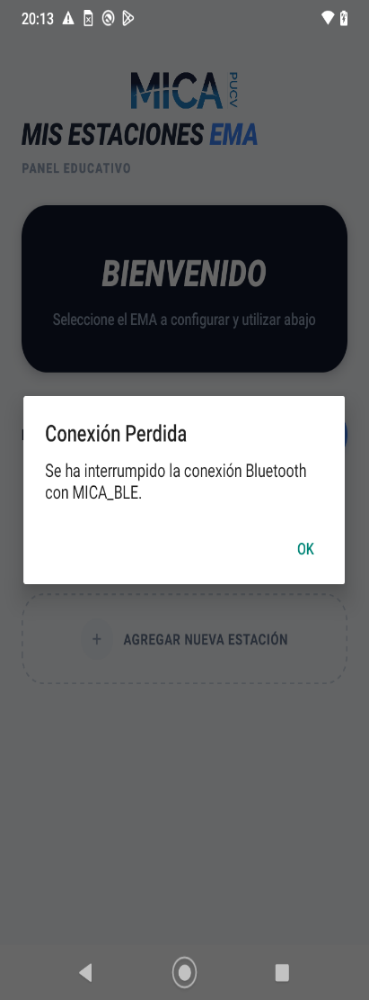 20:13
MICA PUCV
MIS ESTACIONES EMA
PANEL EDUCATIVO
BIENVENIDO
Seleccione el EMA a configurar y utilizar abajo
Conexión Perdida
Se ha interrumpido la conexión Bluetooth
con MICA_BLE.
OK
+ AGREGAR NUEVA ESTACIÓN